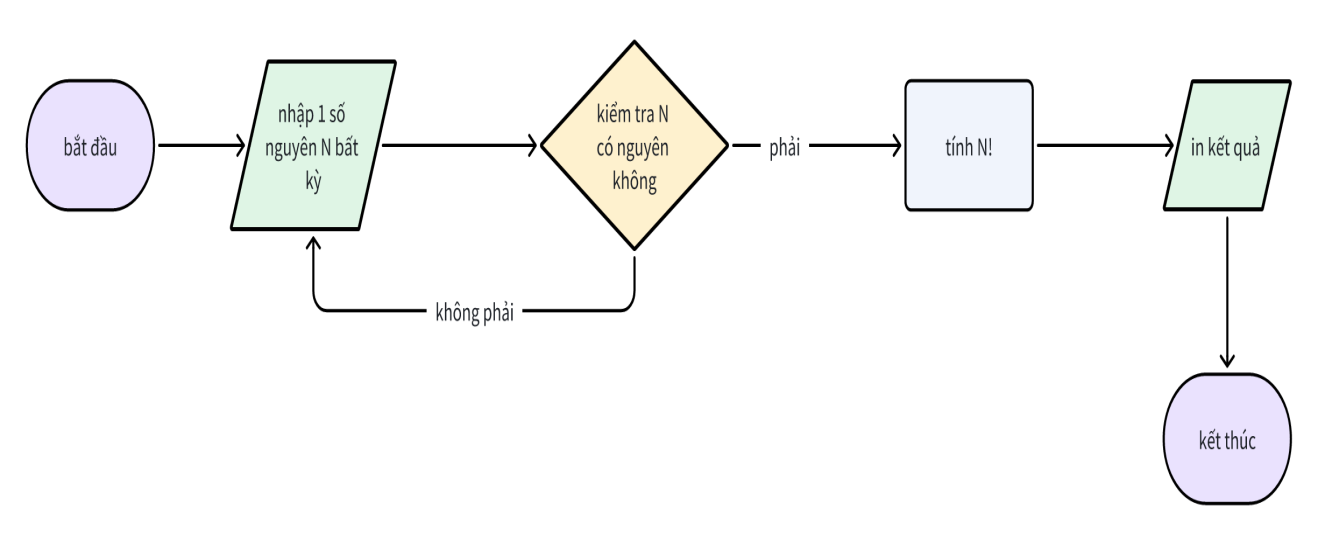 bắt đầu
nhập 1 số
nguyên N bất
kỳ
kiểm tra N
có nguyên
không
phải
tính N!
in kết quả
không phải
kết thúc